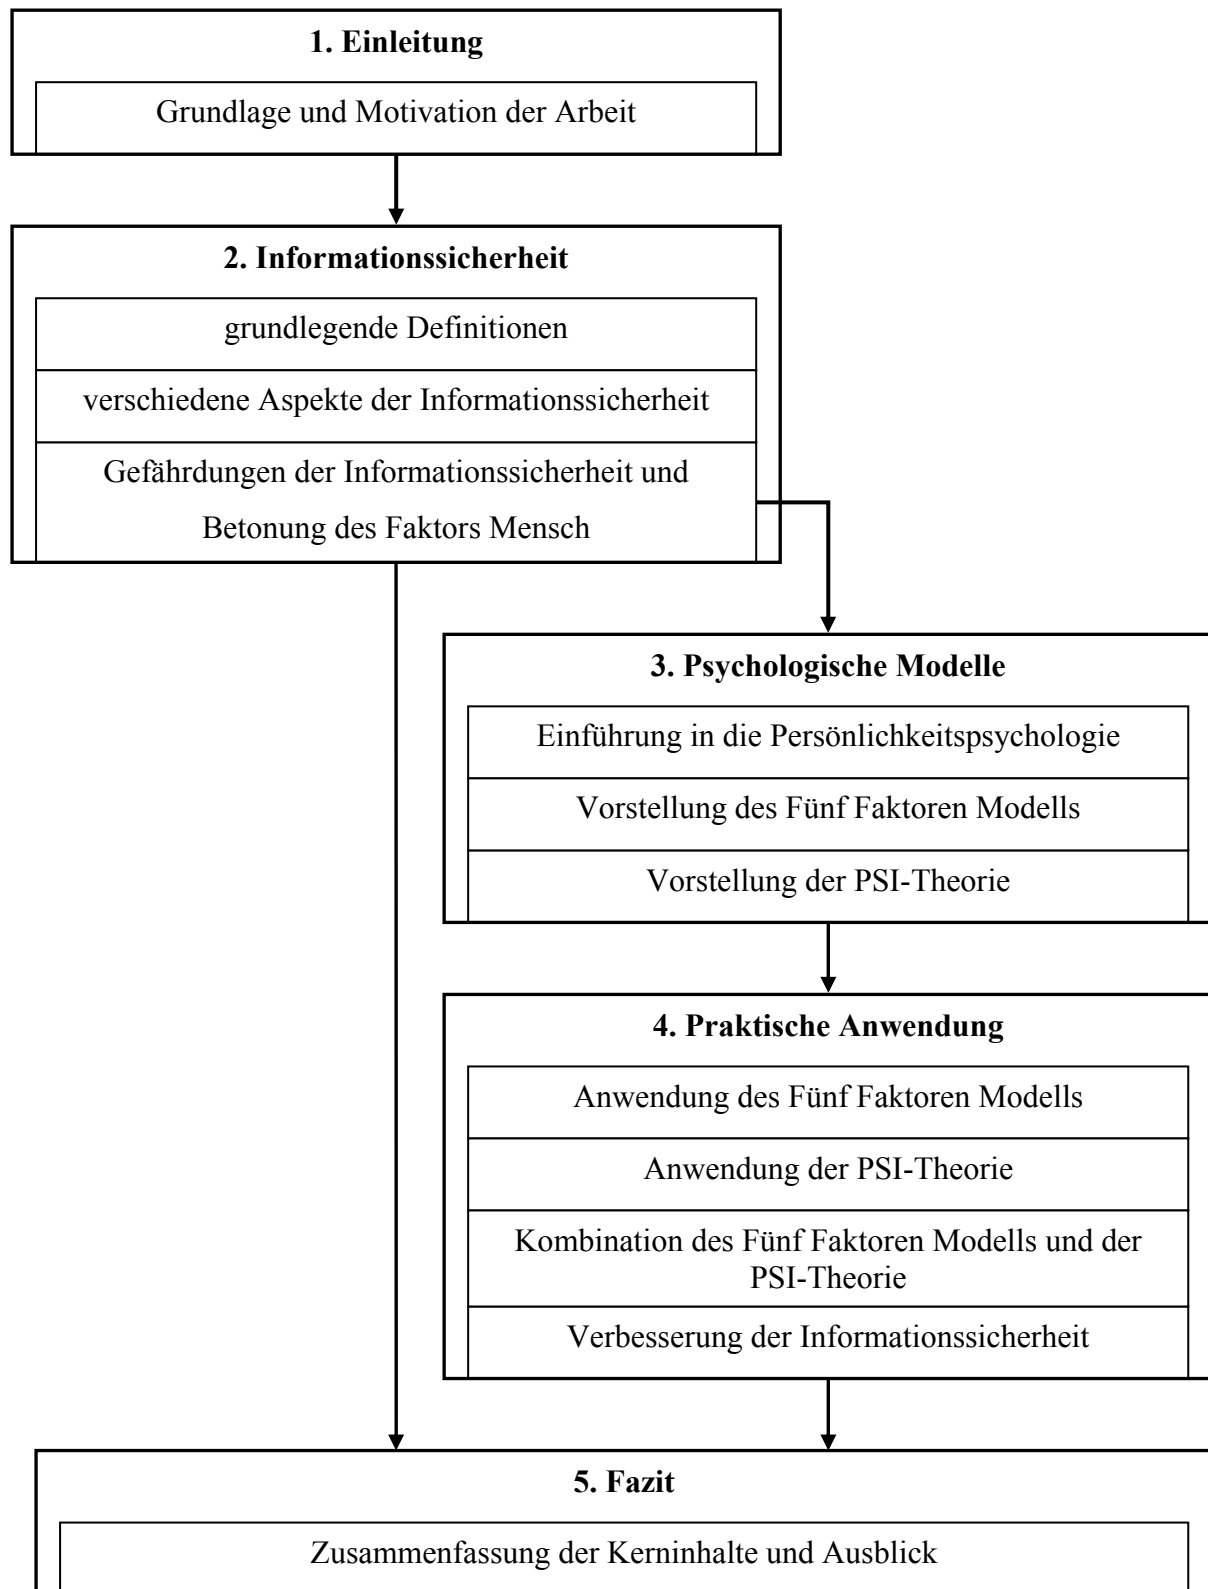 1. Einleitung
Grundlage und Motivation der Arbeit
2. Informationssicherheit
grundlegende Definitionen
verschiedene Aspekte der Informationssicherheit
Gefährdungen der Informationssicherheit und
Betonung des Faktors Mensch
3. Psychologische Modelle
Einführung in die Persönlichkeitspsychologie
Vorstellung des Fünf Faktoren Modells
Vorstellung der PSI-Theorie
4. Praktische Anwendung
Anwendung des Fünf Faktoren Modells
Anwendung der PSI-Theorie
Kombination des Fünf Faktoren Modells und der
PSI-Theorie
Verbesserung der Informationssicherheit
5. Fazit
Zusammenfassung der Kerninhalte und Ausblick